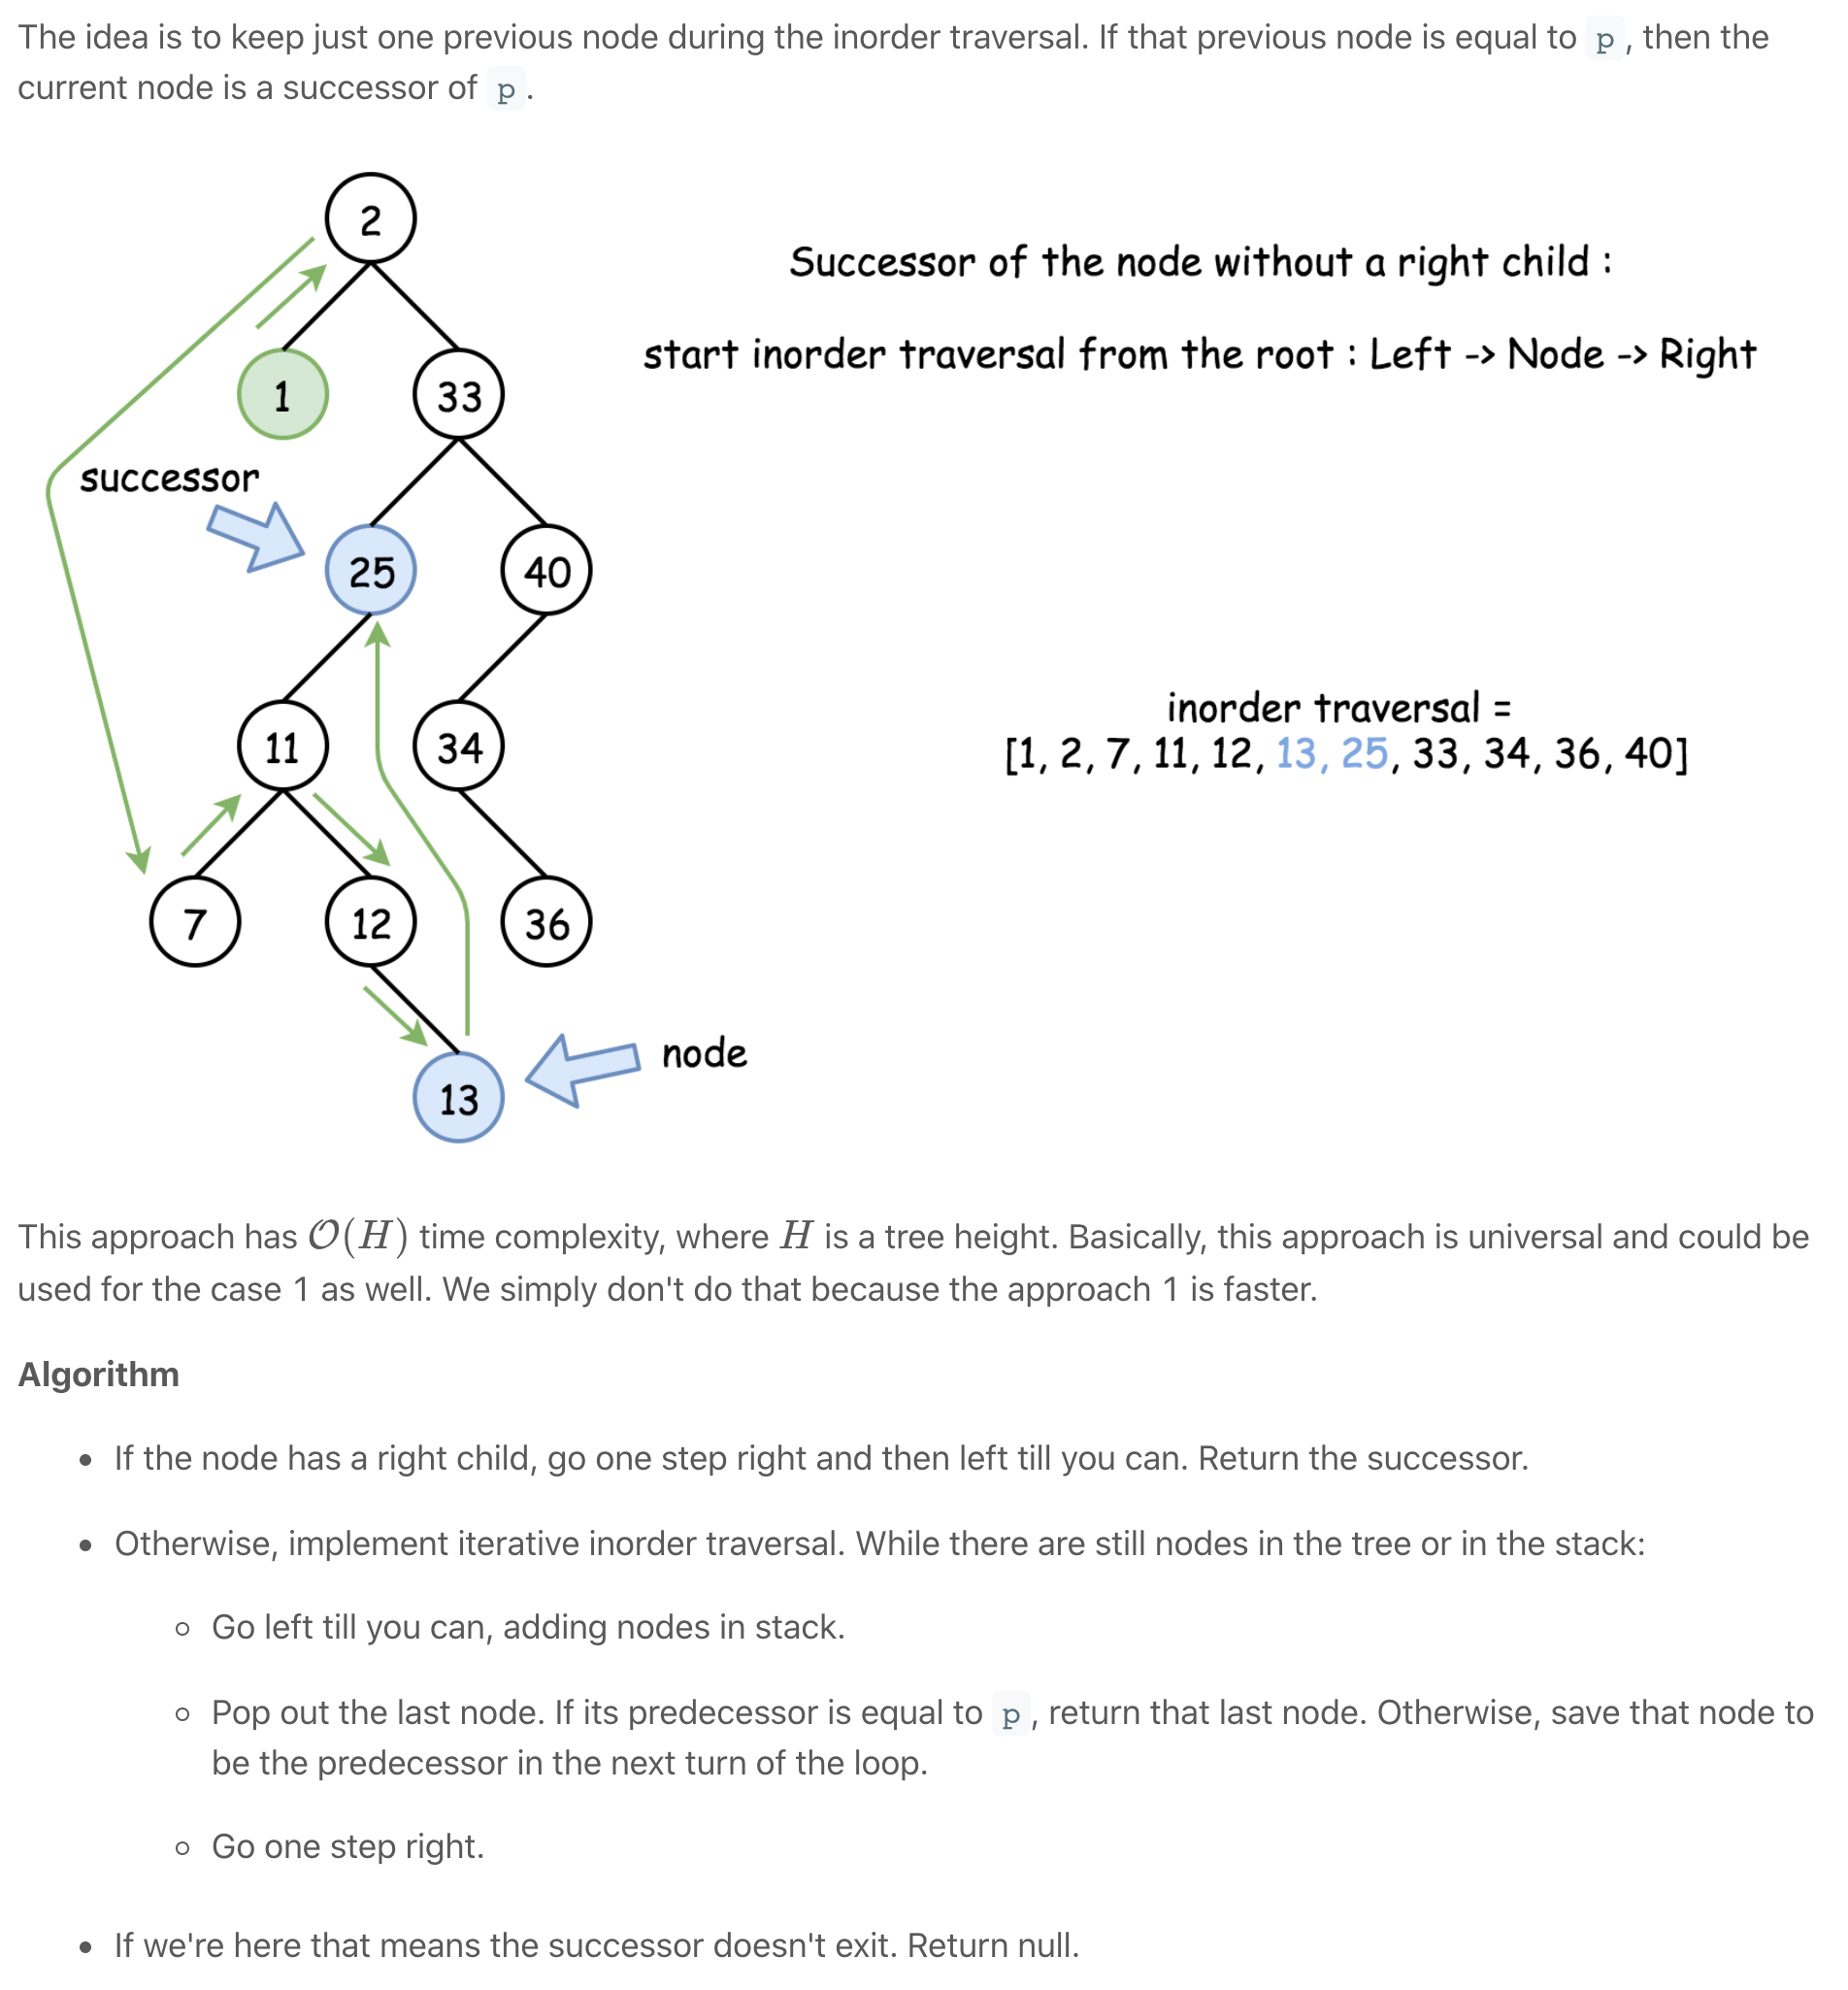 The idea is to keep just one previous node during the inorder traversal. If that previous node is equal to p, then the
current node is a successor of p.
2
Successor of the node without a right child :
start inorder traversal from the root : Left -> Node -> Right
1
33
successor
25
40
11
34
inorder traversal =
[1, 2, 7, 11, 12, 13, 25, 33, 34, 36, 40]
7
12
36
node
13
This approach has O(H) time complexity, where H is a tree height. Basically, this approach is universal and could be
used for the case 1 as well. We simply don't do that because the approach 1 is faster.
Algorithm
• If the node has a right child, go one step right and then left till you can. Return the successor.
• Otherwise, implement iterative inorder traversal. While there are still nodes in the tree or in the stack:
◦ Go left till you can, adding nodes in stack.
◦ Pop out the last node. If its predecessor is equal to p, return that last node. Otherwise, save that node to
be the predecessor in the next turn of the loop.
◦ Go one step right.
• If we're here that means the successor doesn't exit. Return null.